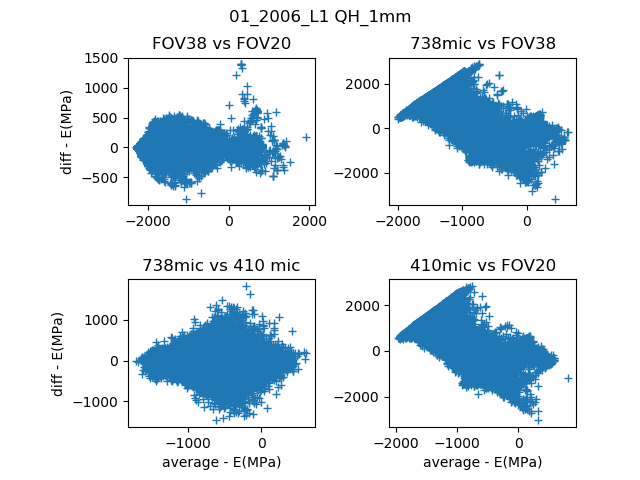 01_2006_L1 QH_1mm
FOV38 vs FOV20
738mic vs FOV38
1500
1000
500
0
−500
diff - E(MPa)
−2000
0
2000
2000
0
−2000
−2000
−1000
0
738mic vs 410 mic
410mic vs FOV20
1000
0
−1000
diff - E(MPa)
−1000
0
average - E(MPa)
2000
0
−2000
−2000
−1000
0
average - E(MPa)